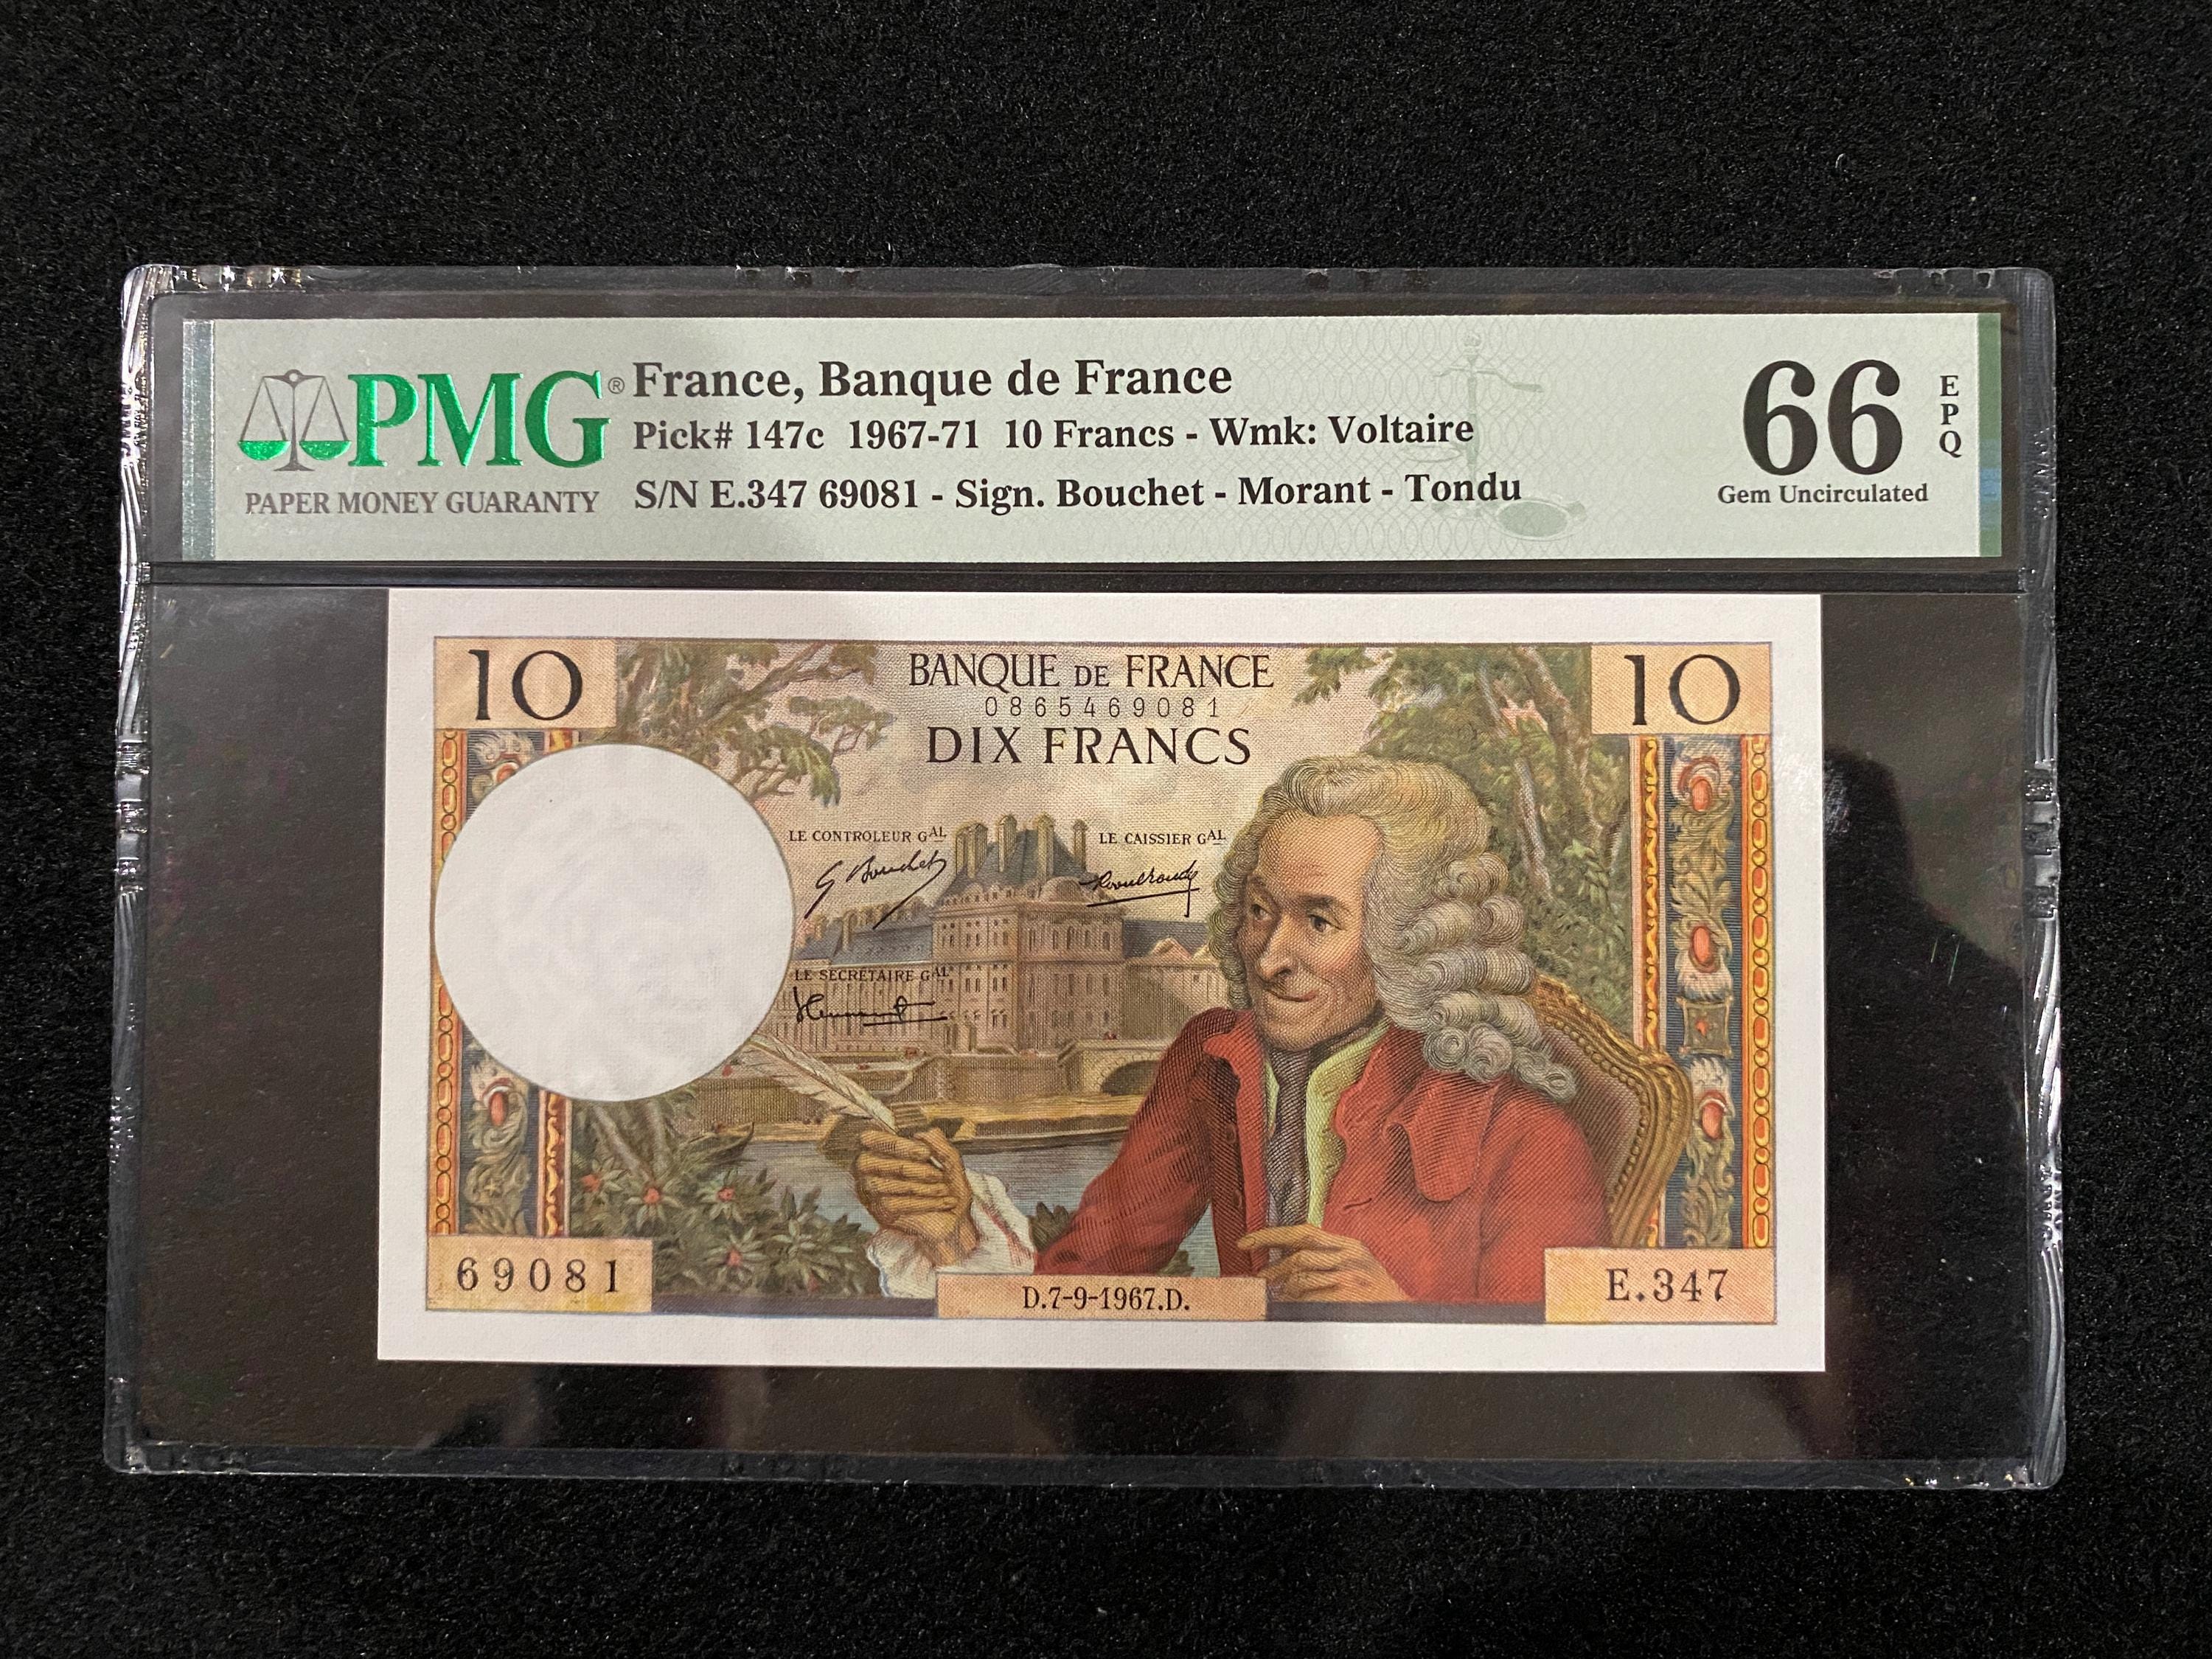 PMG®
PAPER MONEY GUARANTY
France, Banque de France
Pick# 147c 1967-71 10 Francs - Wmk: Voltaire
S/N E.347 69081 - Sign. Bouchet - Morant - Tondu
66
EPQ
Gem Uncirculated
10
BANQUE DE FRANCE
10
0865469081
DIX FRANCS
LE CONTROLEUR GAL
LE CAISSIER GAL
G Bouchet
LE SECRÉTAIRE GAL
69081
D.7-9-1967.D.
E.347